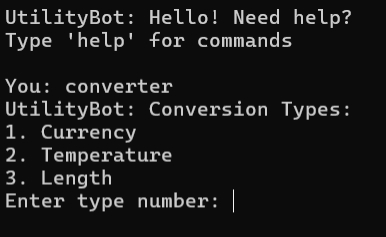 UtilityBot: Hello! Need help?
Type 'help' for commands
You: converter
UtilityBot: Conversion Types:
1. Currency
2. Temperature
3. Length
Enter type number: